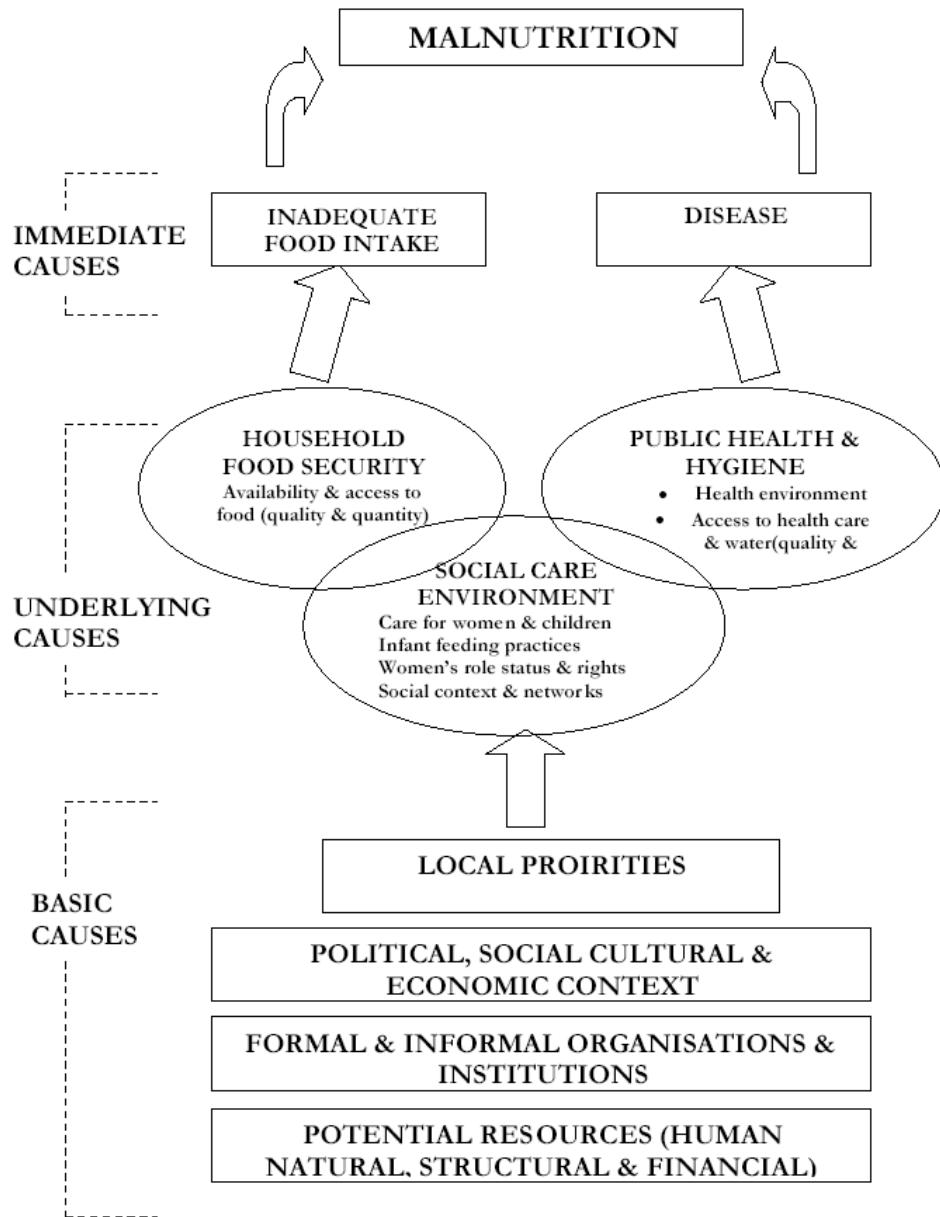 MALNUTRITION
IMMEDIATE
CAUSES
INADEQUATE
FOOD INTAKE
DISEASE
UNDERLYING
CAUSES
HOUSEHOLD
FOOD SECURITY
Availability & access to
food (quality & quantity)
PUBLIC HEALTH &
HYGIENE
• Health environment
• Access to health care
& water(quality &
SOCIAL CARE
ENVIRONMENT
Care for women & children
Infant feeding practices
Women's role status & rights
Social context & networks
BASIC
CAUSES
LOCAL PROIRITIES
POLITICAL, SOCIAL CULTURAL &
ECONOMIC CONTEXT
FORMAL & INFORMAL ORGANISATIONS &
INSTITUTIONS
POTENTIAL RESOURCES (HUMAN
NATURAL, STRUCTURAL & FINANCIAL)